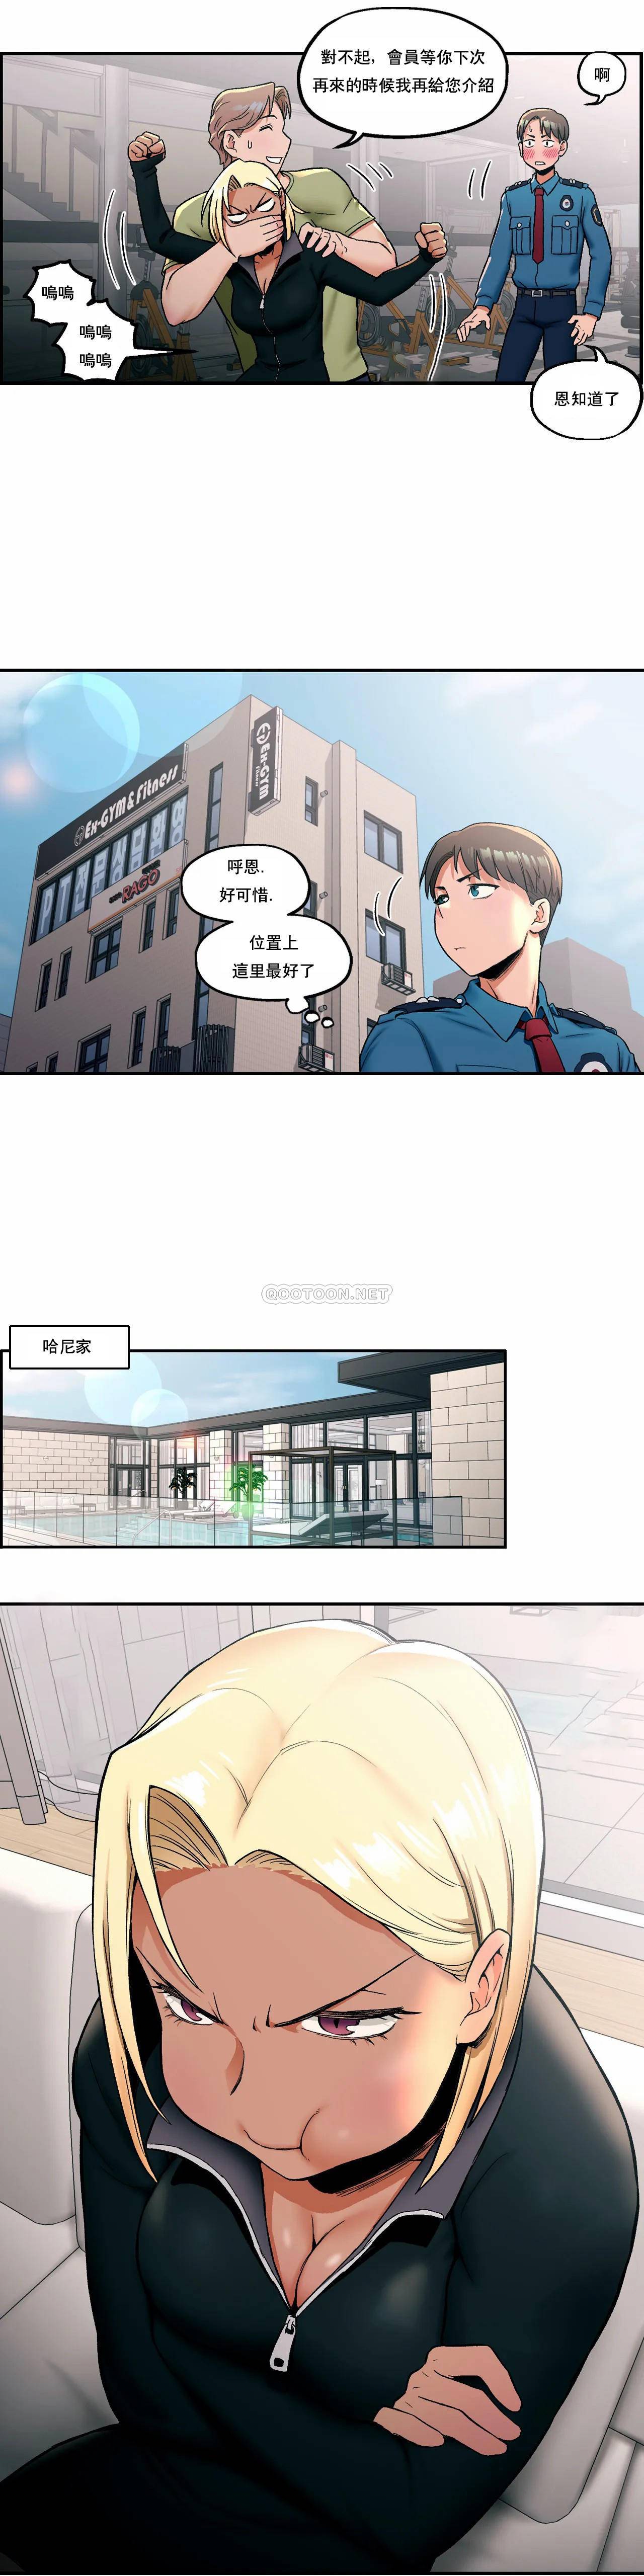 對不起，會員等你下次
再來的時候我再給您介紹
啊
嗚嗚
嗚嗚
嗚嗚
恩知道了
EX-GYM & Fitness
EX-GYM
Fitness
RAGO
呼恩.
好可惜.
位置上
這里最好了
QOOTOON.NET
哈尼家